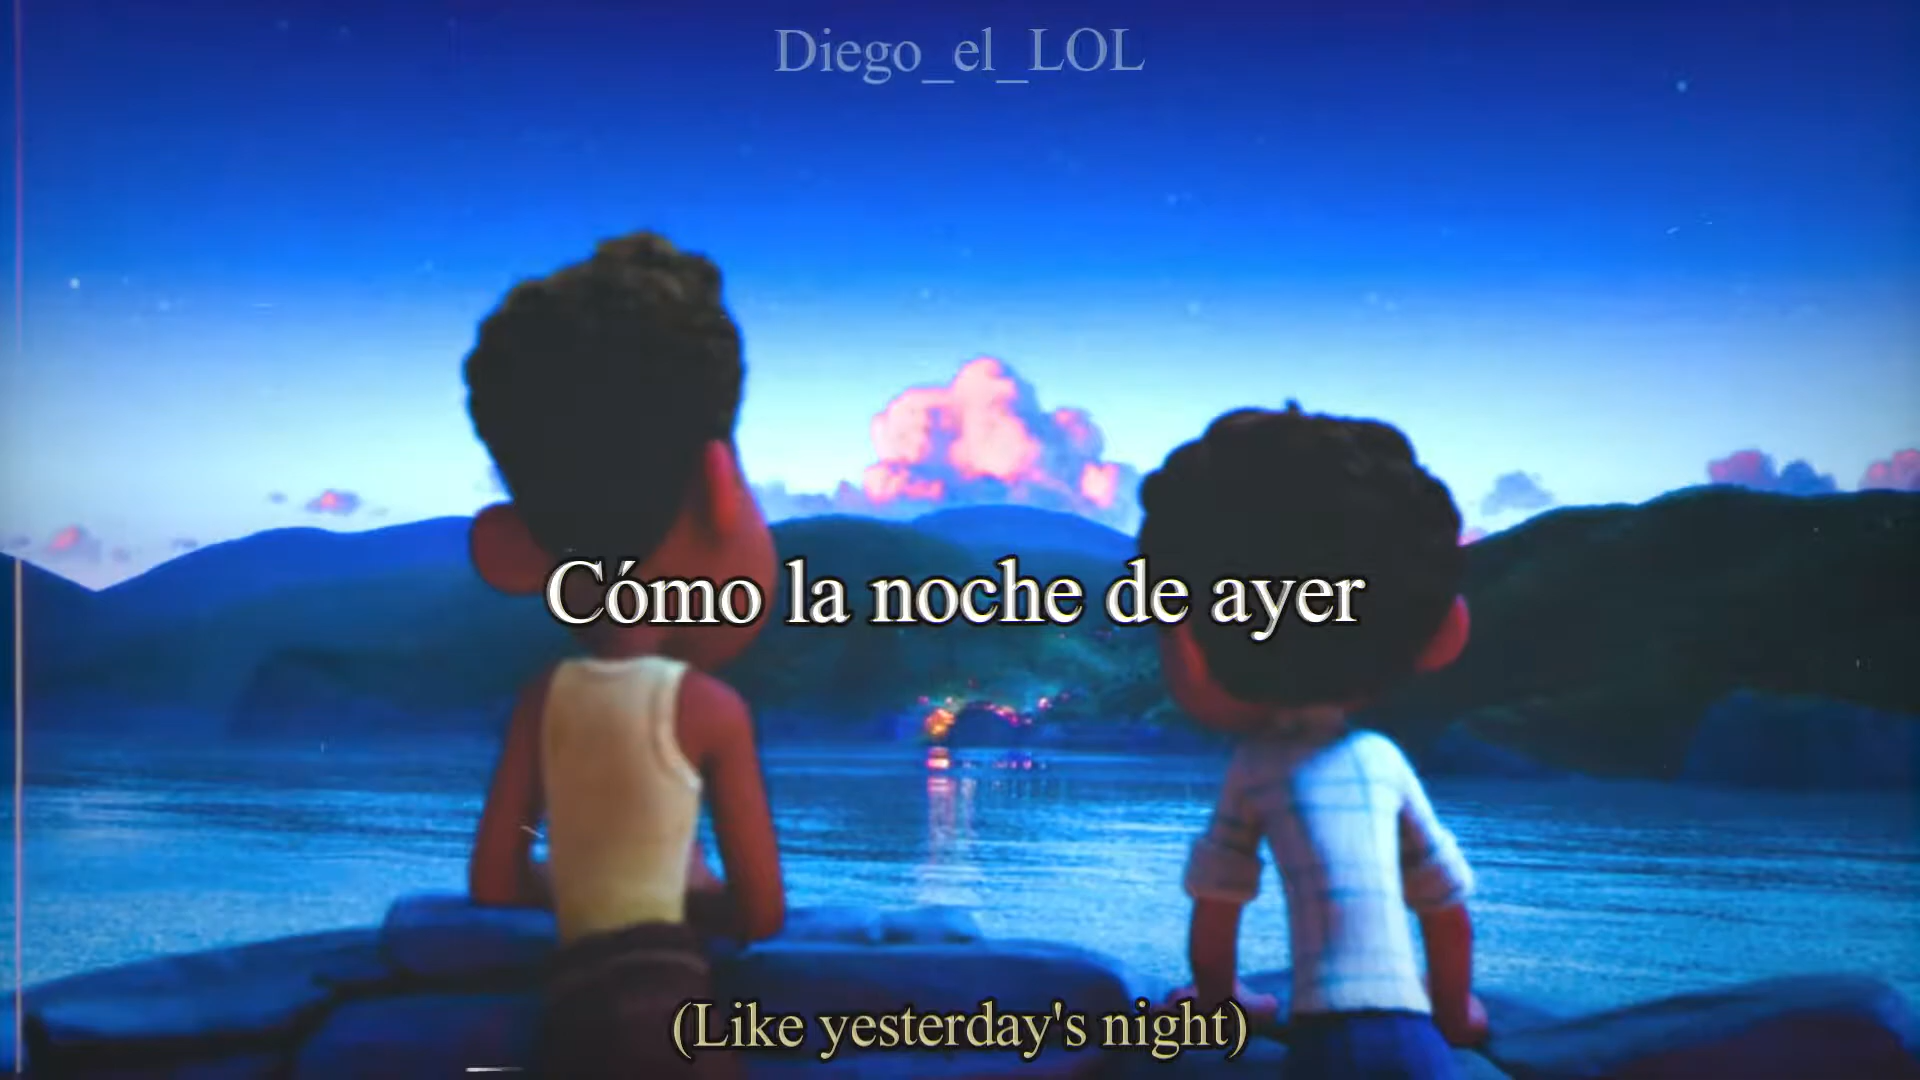 Diego_el_LOL
Cómo la noche de ayer
(Like yesterday's night)